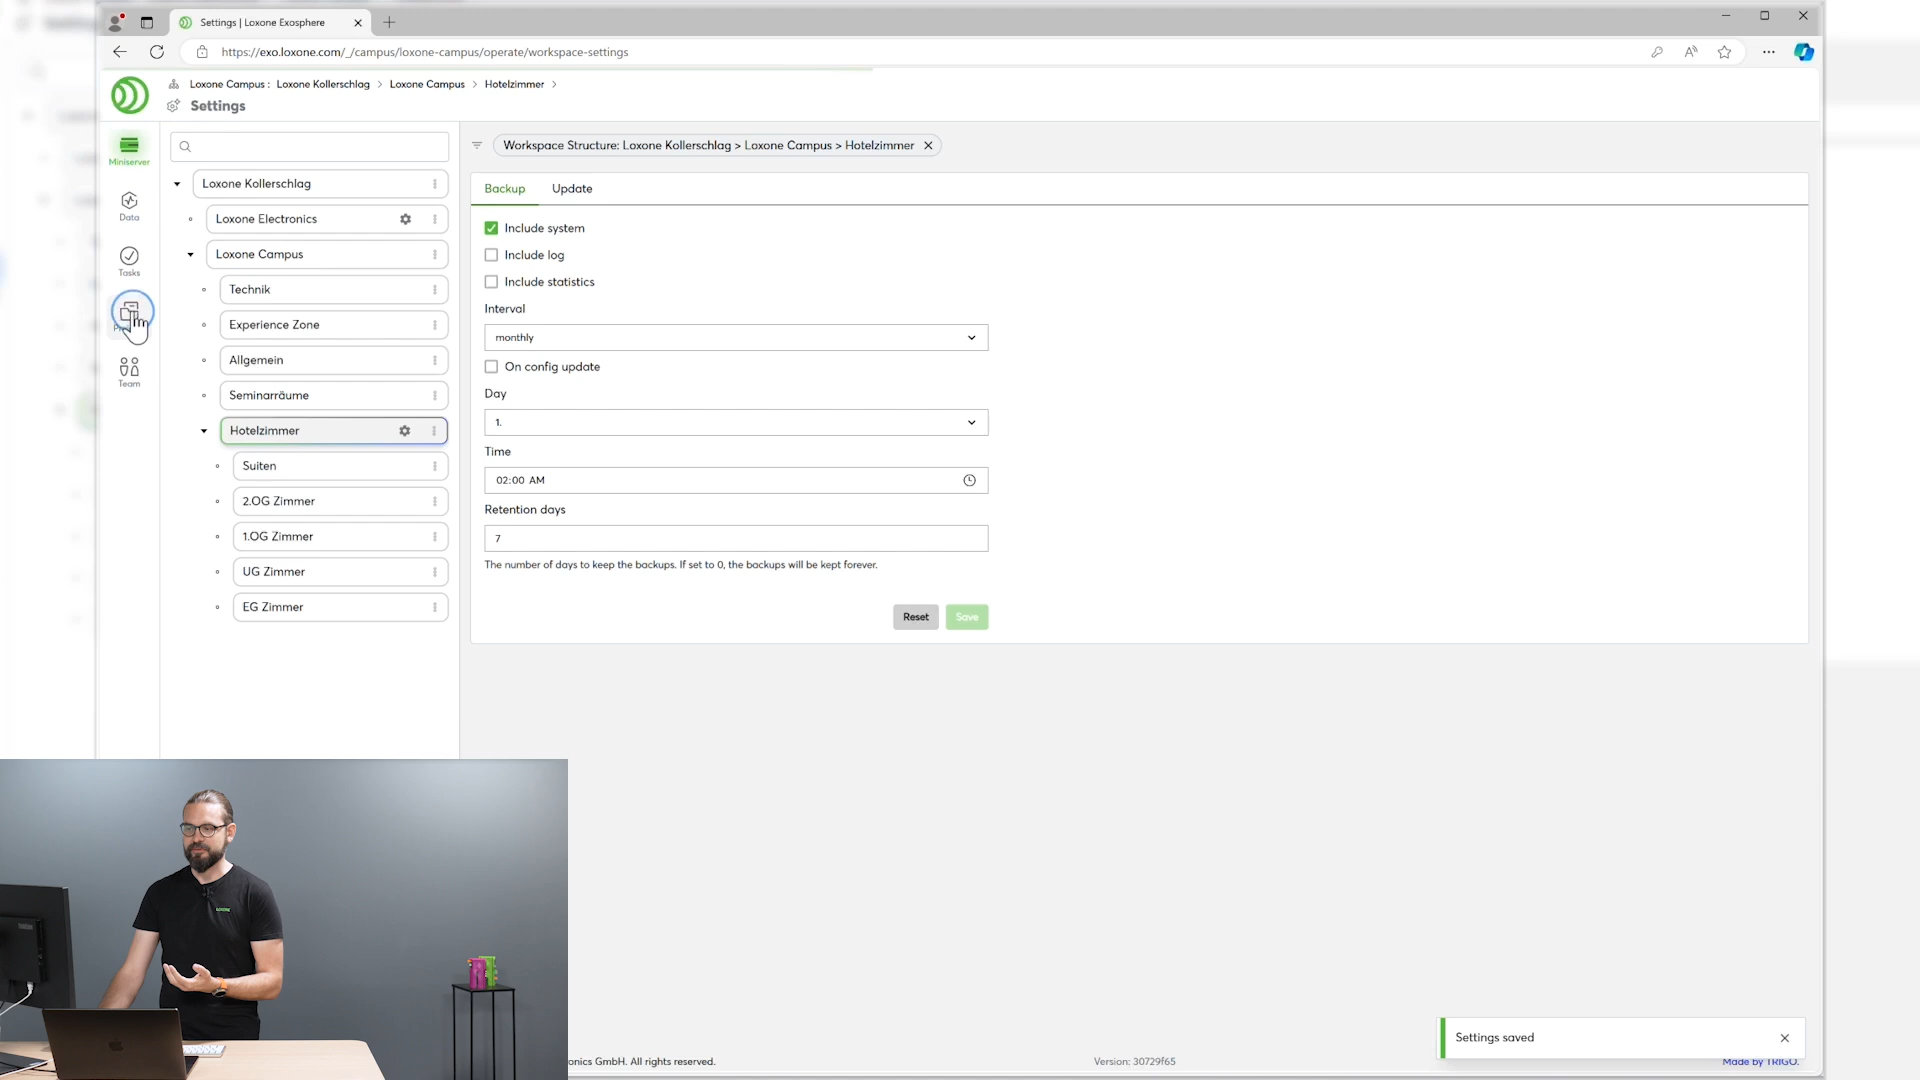 Settings | Loxone Exosphere
https://exo.loxone.com/_/campus/loxone-campus/operate/workspace-settings
Loxone Campus : Loxone Kollerschlag > Loxone Campus > Hotelzimmer >
Settings
Miniserver
Data
Tasks
Team
Loxone Kollerschlag
Loxone Electronics
Loxone Campus
Technik
Experience Zone
Allgemein
Seminarräume
Hotelzimmer
Suiten
2.OG Zimmer
1.OG Zimmer
UG Zimmer
EG Zimmer
Workspace Structure: Loxone Kollerschlag > Loxone Campus > Hotelzimmer
Backup Update
Include system
Include log
Include statistics
Interval
monthly
On config update
Day
1.
Time
02:00 AM
Retention days
7
The number of days to keep the backups. If set to 0, the backups will be kept forever.
Reset Save
Settings saved
onics GmbH. All rights reserved.
Version: 30729f65
Made by TRIGO.